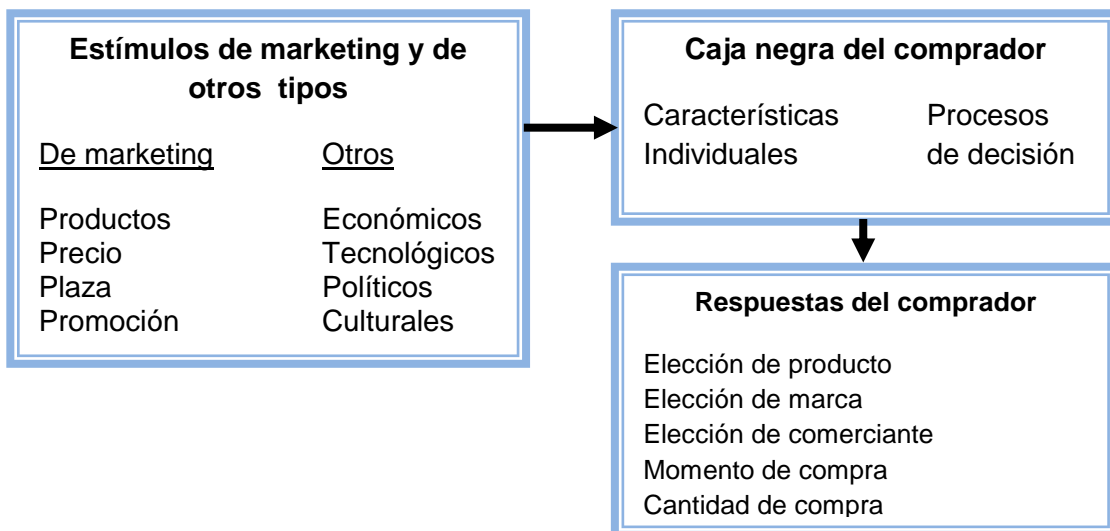 Estímulos de marketing y de
otros tipos
De marketing Otros
Productos Económicos
Precio Tecnológicos
Plaza Políticos
Promoción Culturales
Caja negra del comprador
Características Procesos
Individuales de decisión
Respuestas del comprador
Elección de producto
Elección de marca
Elección de comerciante
Momento de compra
Cantidad de compra